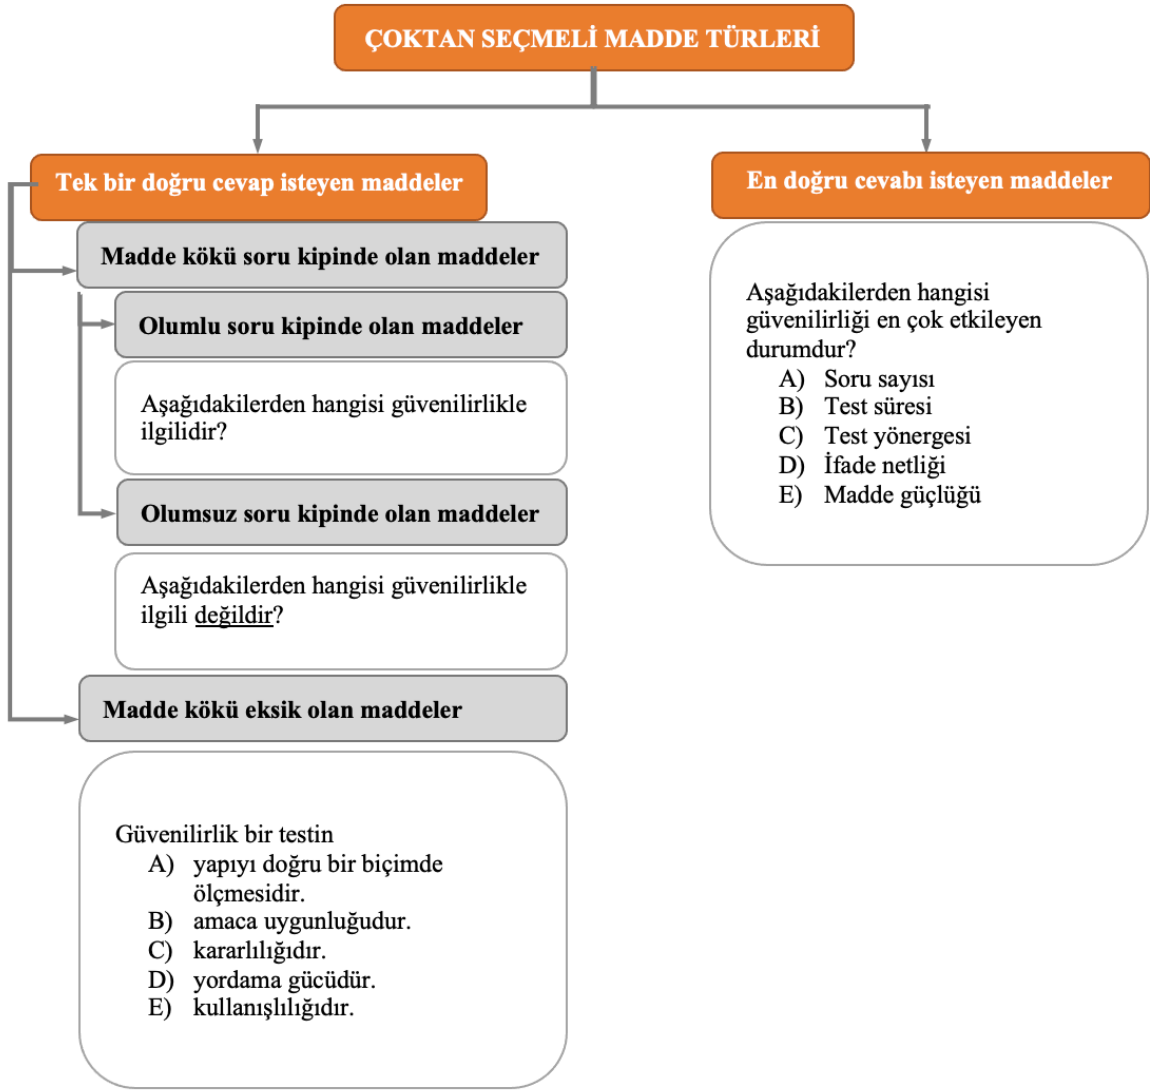 ÇOKTAN SEÇMELİ MADDE TÜRLERİ
Tek bir doğru cevap isteyen maddeler
Madde kökü soru kipinde olan maddeler
Olumlu soru kipinde olan maddeler
Aşağıdakilerden hangisi güvenilirlikle
ilgilidir?
Olumsuz soru kipinde olan maddeler
Aşağıdakilerden hangisi güvenilirlikle
ilgili değildir?
Madde kökü eksik olan maddeler
Güvenilirlik bir testin
A) yapıyı doğru bir biçimde
ölçmesidir.
B) amaca uygunluğudur.
C) kararlılığıdır.
D) yordama gücüdür.
E) kullanışlılığıdır.
En doğru cevabı isteyen maddeler
Aşağıdakilerden hangisi
güvenilirliği en çok etkileyen
durumdur?
A) Soru sayısı
B) Test süresi
C) Test yönergesi
D) İfade netliği
E) Madde güçlüğü